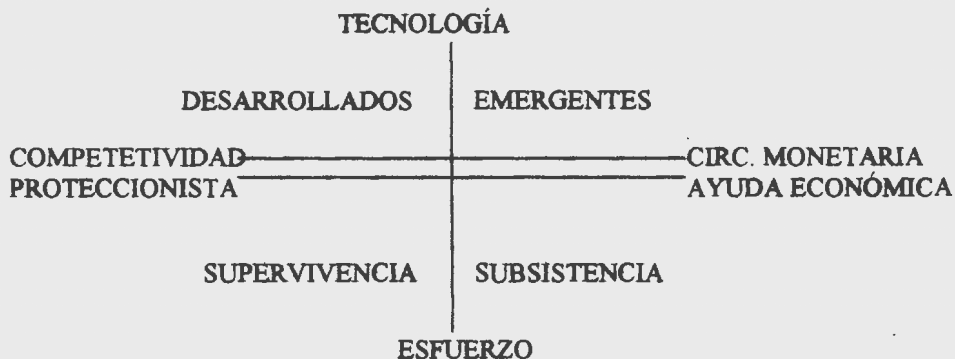 TECNOLOGÍA
DESARROLLADOS EMERGENTES
COMPETETIVIDAD CIRC. MONETARIA
PROTECCIONISTA AYUDA ECONÓMICA
SUPERVIVENCIA SUBSISTENCIA
ESFUERZO